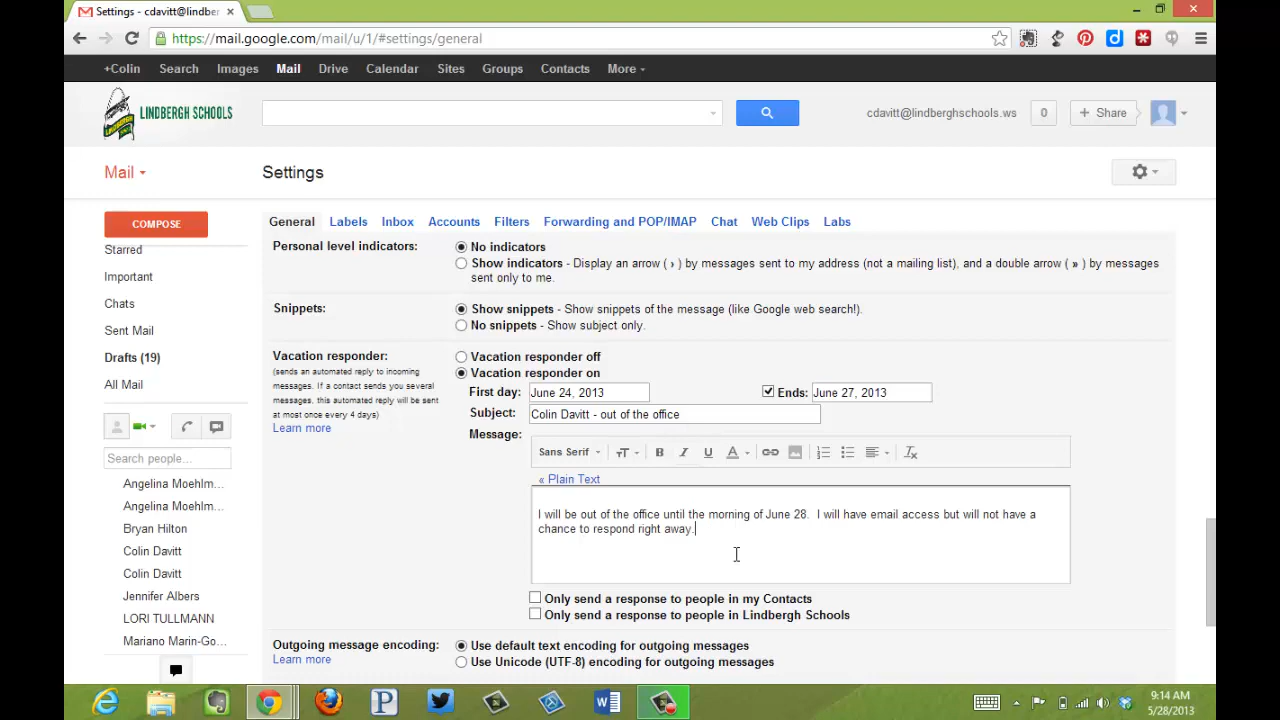 Settings - cdavitt@lindber
https://mail.google.com/mail/u/1/#settings/general
+Colin Search Images Mail Drive Calendar Sites Groups Contacts More
LINDBERGH SCHOOLS
cdavitt@lindberghschools.ws 0 + Share
Mail
Settings
COMPOSE
General Labels Inbox Accounts Filters Forwarding and POP/IMAP Chat Web Clips Labs
Starred
Important
Chats
Sent Mail
Drafts (19)
All Mail
Search people...
Angelina Moehlm...
Angelina Moehlm...
Bryan Hilton
Colin Davitt
Colin Davitt
Jennifer Albers
LORI TULLMANN
Mariano Marin-Go...
Personal level indicators:
No indicators
Show indicators - Display an arrow ( › ) by messages sent to my address (not a mailing list), and a double arrow ( » ) by messages
sent only to me.
Snippets:
Show snippets - Show snippets of the message (like Google web search!).
No snippets - Show subject only.
Vacation responder:
(sends an automated reply to incoming
messages. If a contact sends you several
messages, this automated reply will be sent
at most once every 4 days)
Learn more
Vacation responder off
Vacation responder on
First day: June 24, 2013 Ends: June 27, 2013
Subject: Colin Davitt - out of the office
Message:
Sans Serif TT B I U A Tx
« Plain Text
I will be out of the office until the morning of June 28. I will have email access but will not have a
chance to respond right away.
Only send a response to people in my Contacts
Only send a response to people in Lindbergh Schools
Outgoing message encoding:
Learn more
Use default text encoding for outgoing messages
Use Unicode (UTF-8) encoding for outgoing messages
9:14 AM
5/28/2013